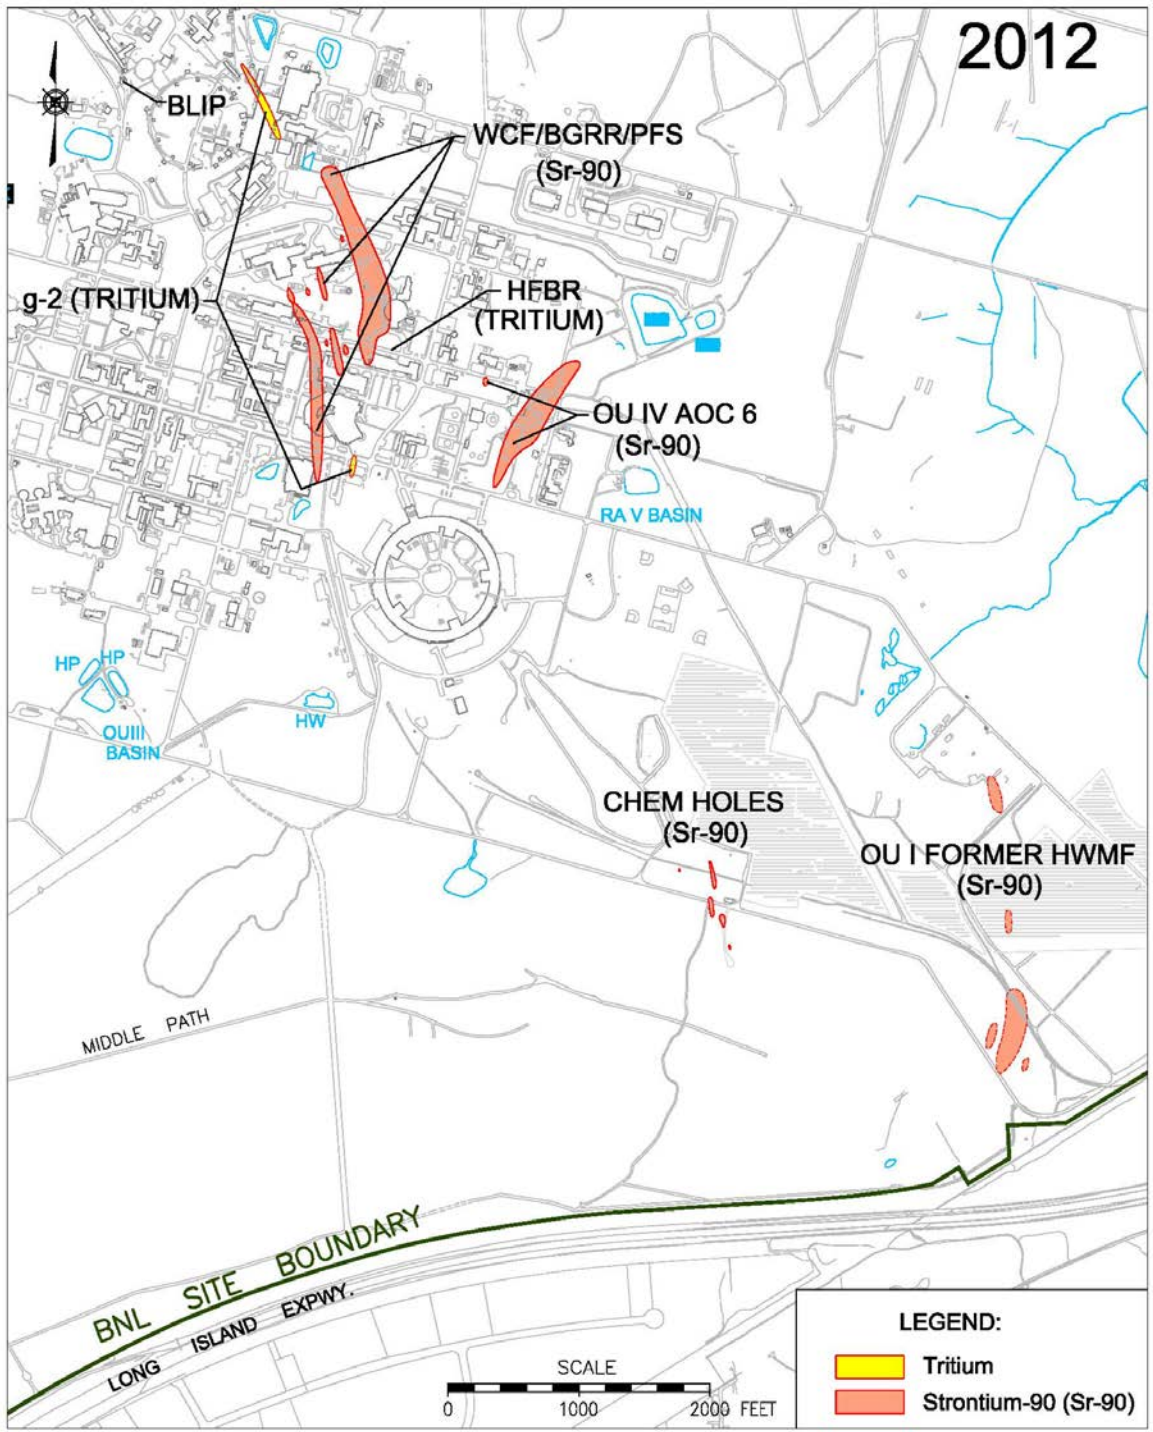 2012
BLIP
WCF/BGRR/PFS
(Sr-90)
g-2 (TRITIUM)
HFBR
(TRITIUM)
OU IV AOC 6
(Sr-90)
RA V BASIN
HP HP
HW
OUIII
BASIN
CHEM HOLES
(Sr-90)
OU I FORMER HWMF
(Sr-90)
MIDDLE PATH
BNL SITE BOUNDARY
LONG ISLAND EXPWY.
LEGEND:
Tritium
Strontium-90 (Sr-90)
SCALE
0 1000 2000 FEET